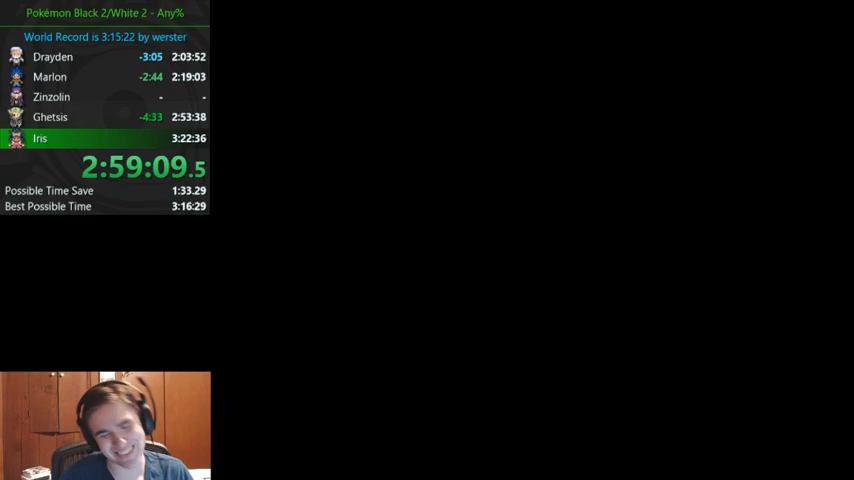 Pokémon Black 2/White 2 - Any%
World Record is 3:15:22 by werster
Drayden -3:05 2:03:52
Marlon -2:44 2:19:03
Zinzolin - -
Ghetsis -4:33 2:53:38
Iris 3:22:36
2:59:09.5
Possible Time Save 1:33.29
Best Possible Time 3:16:29